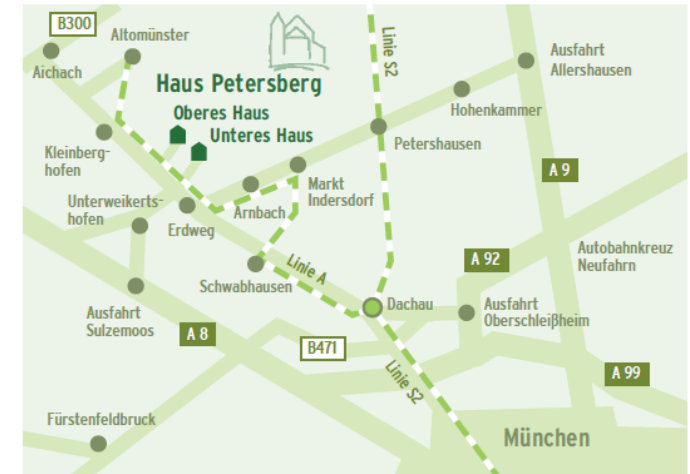 B300
Altomünster
Aichach
Haus Petersberg
Oberes Haus
Unteres Haus
Linie S2
Ausfahrt
Allershausen
Hohenkammer
Petershausen
Kleinberg-
hofen
A 9
Unterweikerts-
hofen
Erdweg
Arnbach
Markt
Indersdorf
Schwabhausen
Linie A
A 92
Autobahnkreuz
Neufahrn
Dachau
Ausfahrt
Oberschleißheim
Ausfahrt
Sulzemoos
A 8
B471
Linie S2
A 99
Fürstenfeldbruck
München